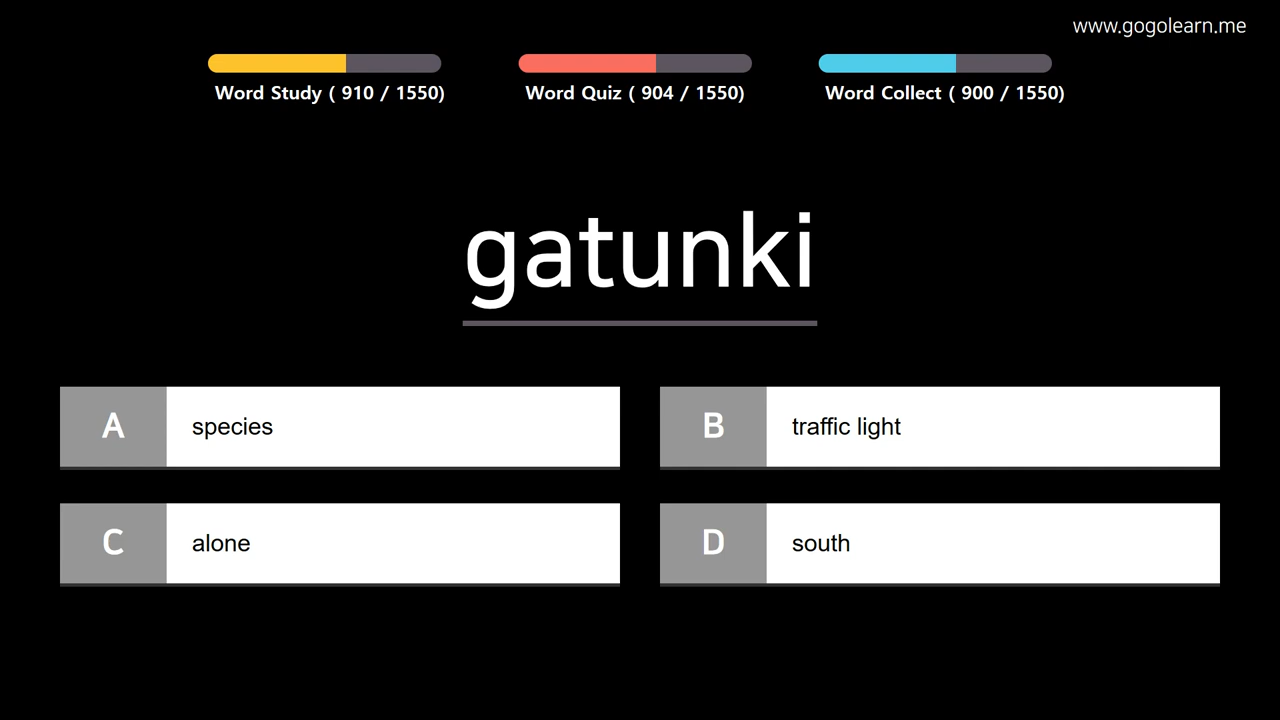 www.gogolearn.me
Word Study ( 910 / 1550)
Word Quiz ( 904 / 1550)
Word Collect ( 900 / 1550)
gatunki
A species
B traffic light
C alone
D south